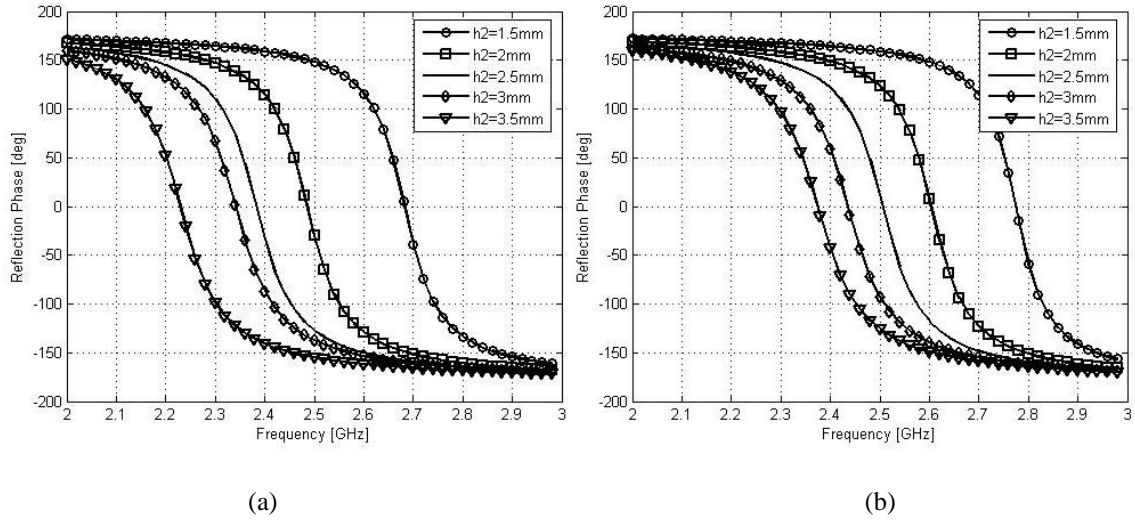 200
150
100
50
0
-50
-100
-150
-200
Reflection Phase [deg]
2 2.1 2.2 2.3 2.4 2.5 2.6 2.7 2.8 2.9 3
Frequency [GHz]
h2=1.5mm
h2=2mm
h2=2.5mm
h2=3mm
h2=3.5mm
(a)
200
150
100
50
0
-50
-100
-150
-200
Reflection Phase [deg]
2 2.1 2.2 2.3 2.4 2.5 2.6 2.7 2.8 2.9 3
Frequency [GHz]
h2=1.5mm
h2=2mm
h2=2.5mm
h2=3mm
h2=3.5mm
(b)